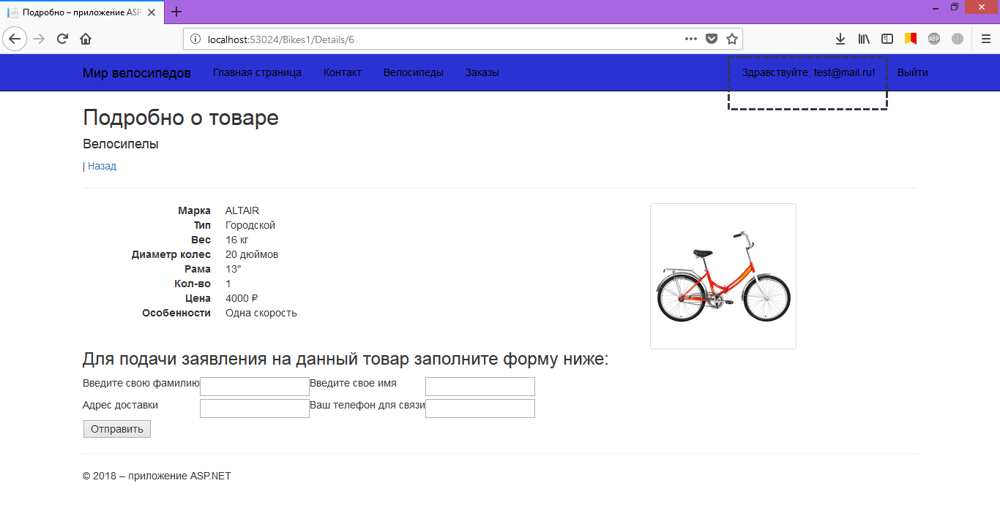 Подробно – приложение ASP
localhost:53024/Bikes1/Details/6
ABP
Мир велосипедов Главная страница Контакт Велосипеды Заказы Здравствуйте, test@mail.ru! Выйти
Подробно о товаре
Велосипелы
| Назад
Марка ALTAIR
Тип Городской
Вес 16 кг
Диаметр колес 20 дюймов
Рама 13"
Кол-во 1
Цена 4000 ₽
Особенности Одна скорость
Для подачи заявления на данный товар заполните форму ниже:
Введите свою фамилию Введите свое имя
Адрес доставки Ваш телефон для связи
Отправить
© 2018 – приложение ASP.NET